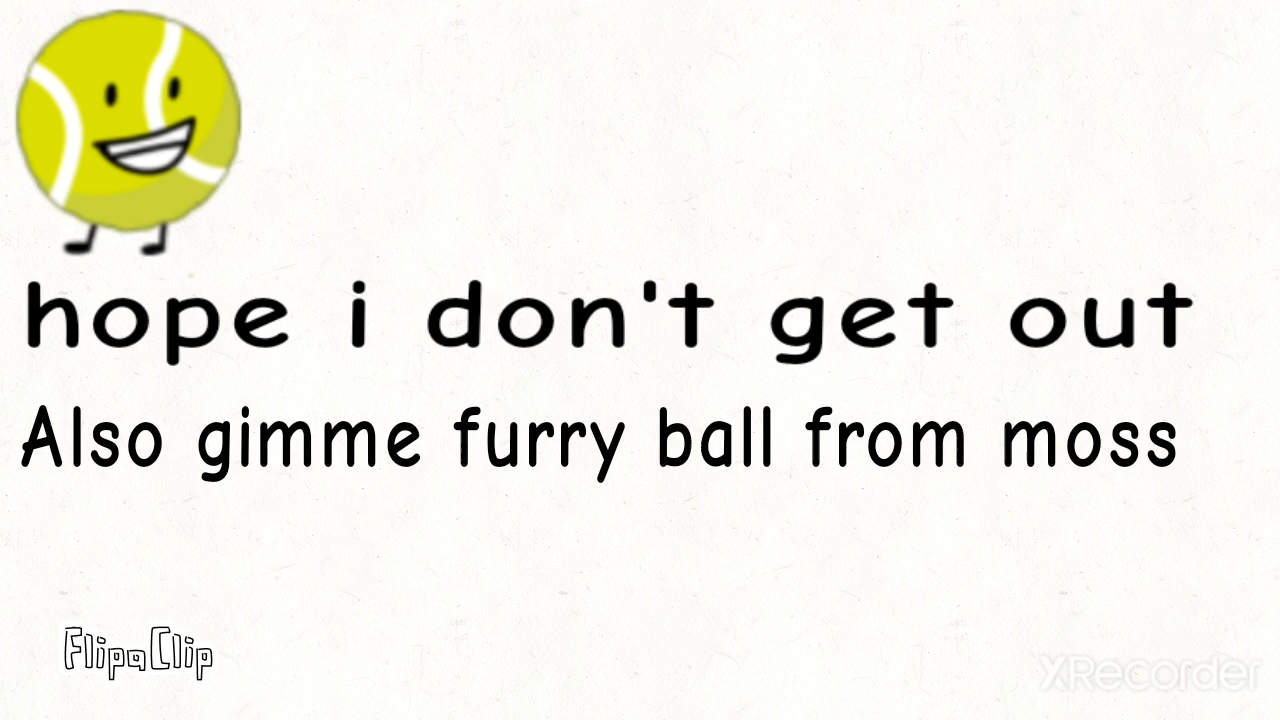 hope i don't get out
Also gimme furry ball from moss
FlipaClip
XRecorder